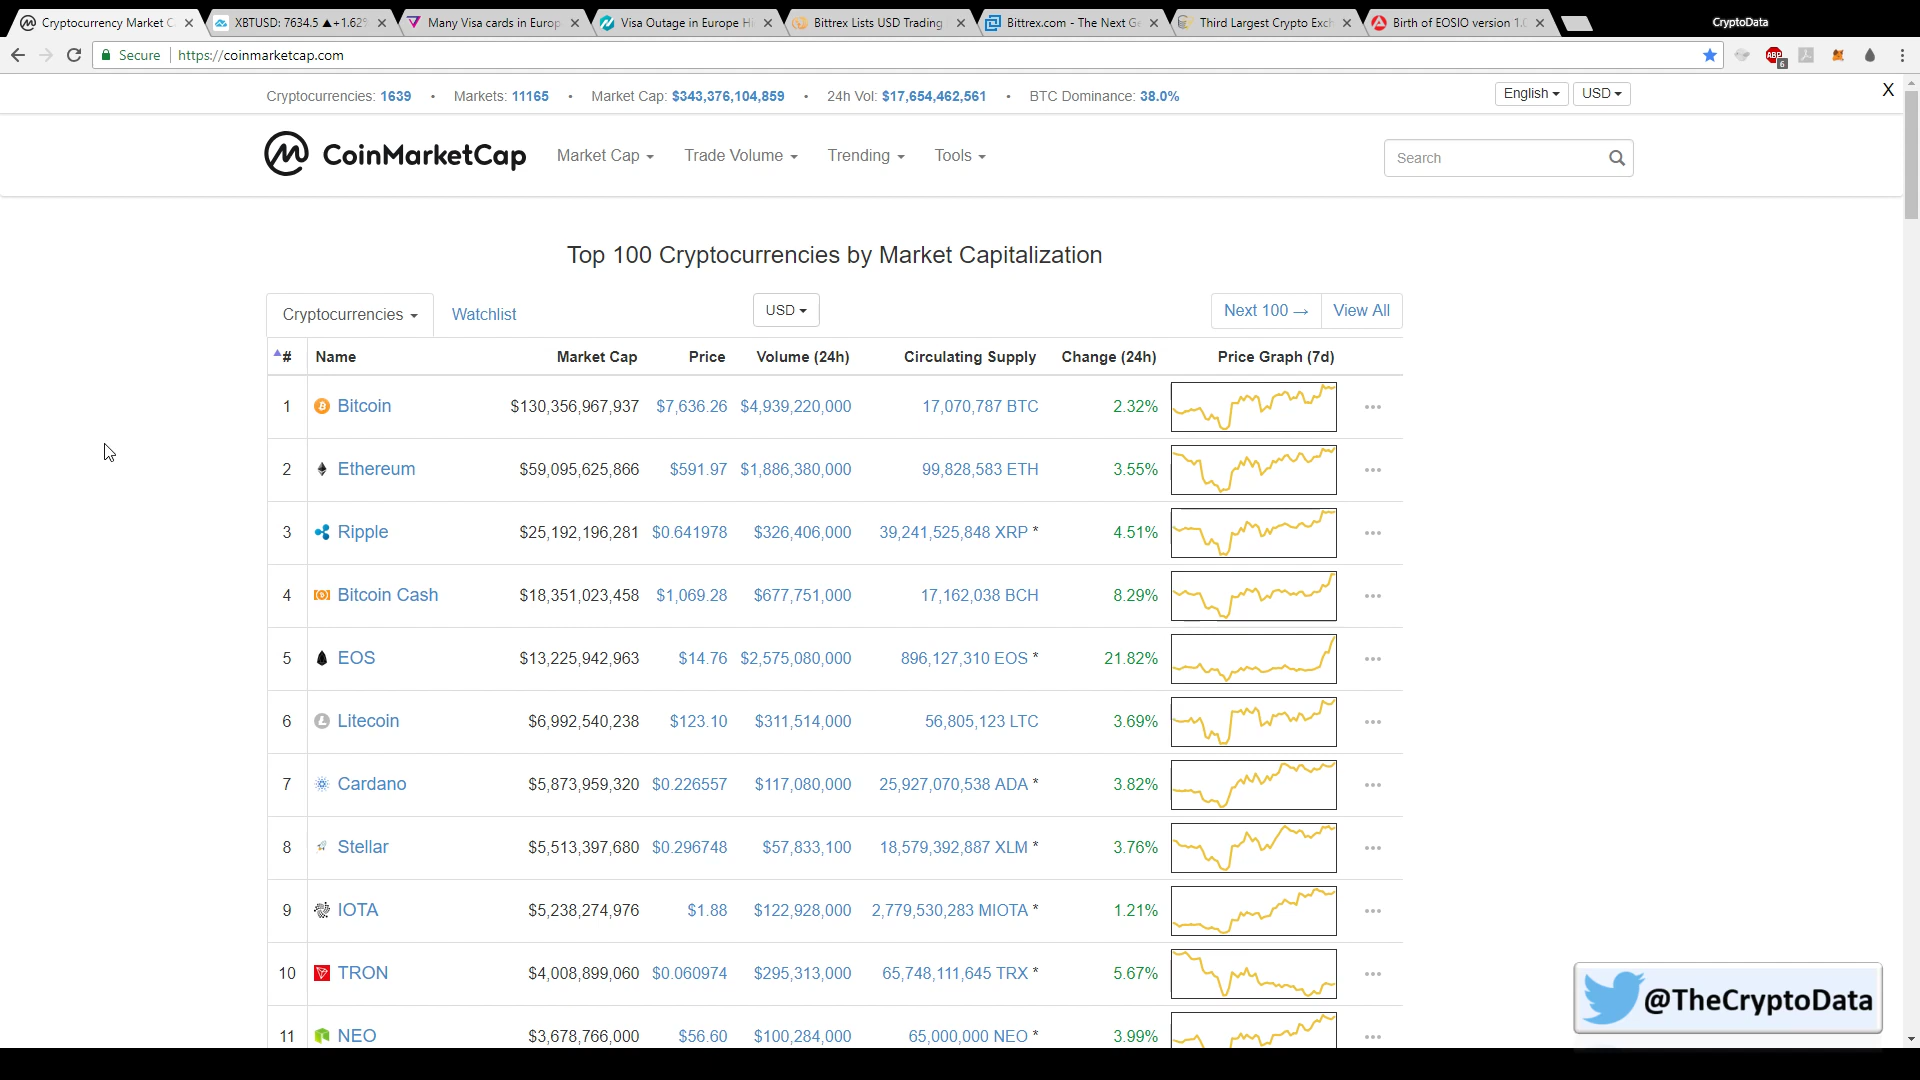 Cryptocurrency Market C
XBTUSD: 7634.5 ▲+1.62%
Many Visa cards in Europ
Visa Outage in Europe Hi
Bittrex Lists USD Trading
Bittrex.com - The Next Ge
Third Largest Crypto Exch
Birth of EOSIO version 1.0
CryptoData
Secure https://coinmarketcap.com
ABP 6
Cryptocurrencies: 1639 • Markets: 11165 • Market Cap: $343,376,104,859 • 24h Vol: $17,654,462,561 • BTC Dominance: 38.0%
English USD X
CoinMarketCap Market Cap Trade Volume Trending Tools Search
Top 100 Cryptocurrencies by Market Capitalization
Cryptocurrencies Watchlist USD Next 100 → View All
# Name Market Cap Price Volume (24h) Circulating Supply Change (24h) Price Graph (7d)
1 Bitcoin $130,356,967,937 $7,636.26 $4,939,220,000 17,070,787 BTC 2.32%
2 Ethereum $59,095,625,866 $591.97 $1,886,380,000 99,828,583 ETH 3.55%
3 Ripple $25,192,196,281 $0.641978 $326,406,000 39,241,525,848 XRP * 4.51%
4 Bitcoin Cash $18,351,023,458 $1,069.28 $677,751,000 17,162,038 BCH 8.29%
5 EOS $13,225,942,963 $14.76 $2,575,080,000 896,127,310 EOS * 21.82%
6 Litecoin $6,992,540,238 $123.10 $311,514,000 56,805,123 LTC 3.69%
7 Cardano $5,873,959,320 $0.226557 $117,080,000 25,927,070,538 ADA * 3.82%
8 Stellar $5,513,397,680 $0.296748 $57,833,100 18,579,392,887 XLM * 3.76%
9 IOTA $5,238,274,976 $1.88 $122,928,000 2,779,530,283 MIOTA * 1.21%
10 TRON $4,008,899,060 $0.060974 $295,313,000 65,748,111,645 TRX * 5.67%
11 NEO $3,678,766,000 $56.60 $100,284,000 65,000,000 NEO * 3.99%
@TheCryptoData